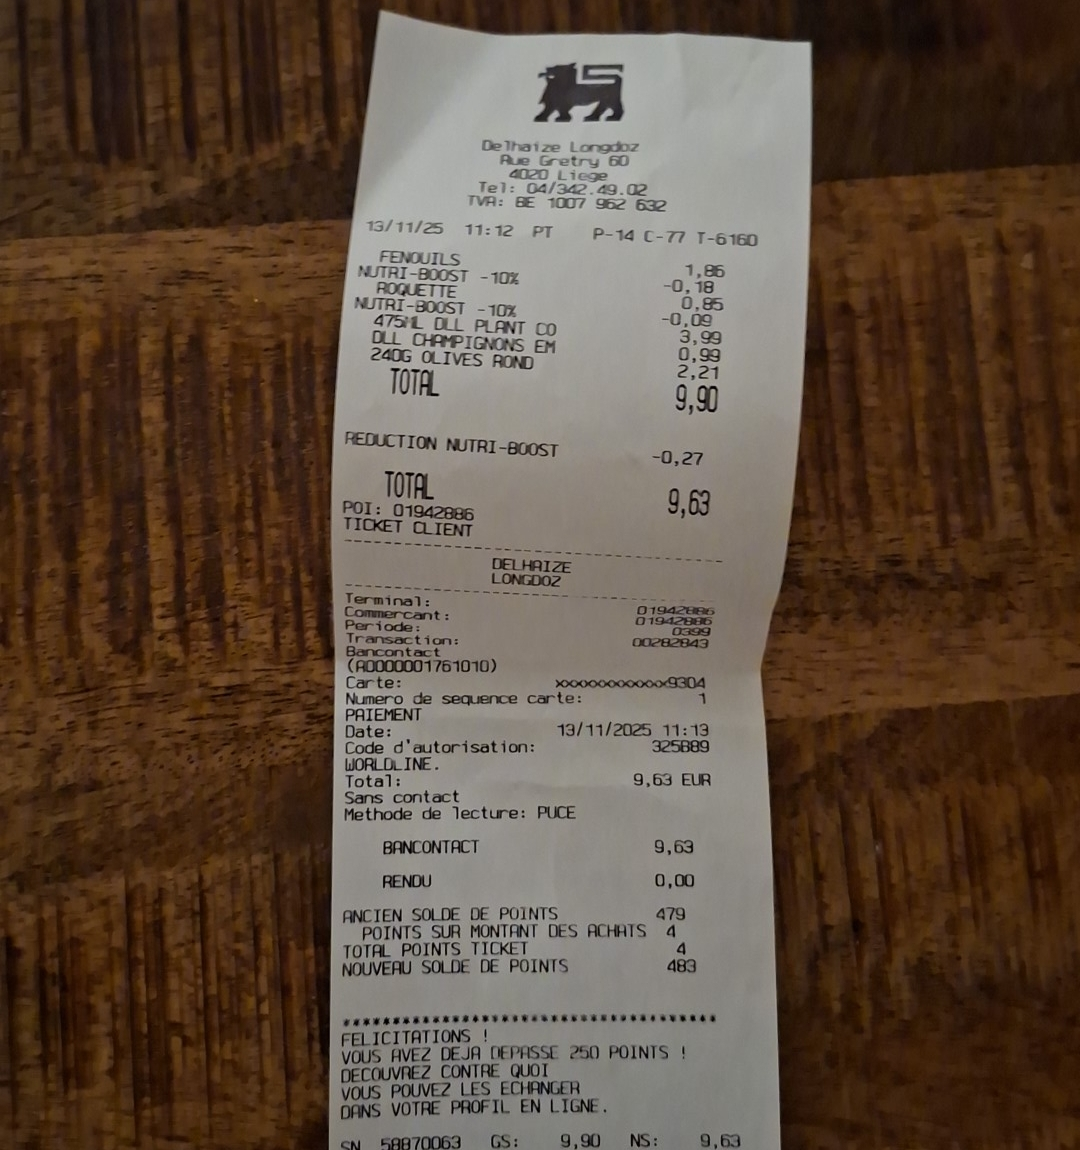 Delhaize Longdoz
Rue Gretry 60
4020 Liege
Tel: 04/342.49.02
TVA: BE 1007 962 632
13/11/25 11:12 PT P-14 C-77 T-6160
FENOUILS 1,86
NUTRI-BOOST -10% -0,18
ROQUETTE 0,85
NUTRI-BOOST -10% -0,09
475ML DLL PLANT CO 3,99
DLL CHAMPIGNONS EM 0,99
240G OLIVES ROND 2,21
TOTAL 9,90
REDUCTION NUTRI-BOOST -0,27
TOTAL 9,63
POI: 01942886
TICKET CLIENT
DELHAIZE
LONGDOZ
Terminal: 01942886
Commercant: 01942886
Periode: 0399
Transaction: 00282843
Bancontact
(A0000001761010)
Carte: xxxxxxxxxxxxx9304
Numero de sequence carte: 1
PAIEMENT
Date: 13/11/2025 11:13
Code d'autorisation: 325889
WORLDLINE.
Total: 9,63 EUR
Sans contact
Methode de lecture: PUCE
BANCONTACT 9,63
RENDU 0,00
ANCIEN SOLDE DE POINTS 479
POINTS SUR MONTANT DES ACHATS 4
TOTAL POINTS TICKET 4
NOUVEAU SOLDE DE POINTS 483
*************************************
FELICITATIONS !
VOUS AVEZ DEJA DEPASSE 250 POINTS !
DECOUVREZ CONTRE QUOI
VOUS POUVEZ LES ECHANGER
DANS VOTRE PROFIL EN LIGNE.
SN 58870063 GS: 9,90 NS: 9,63